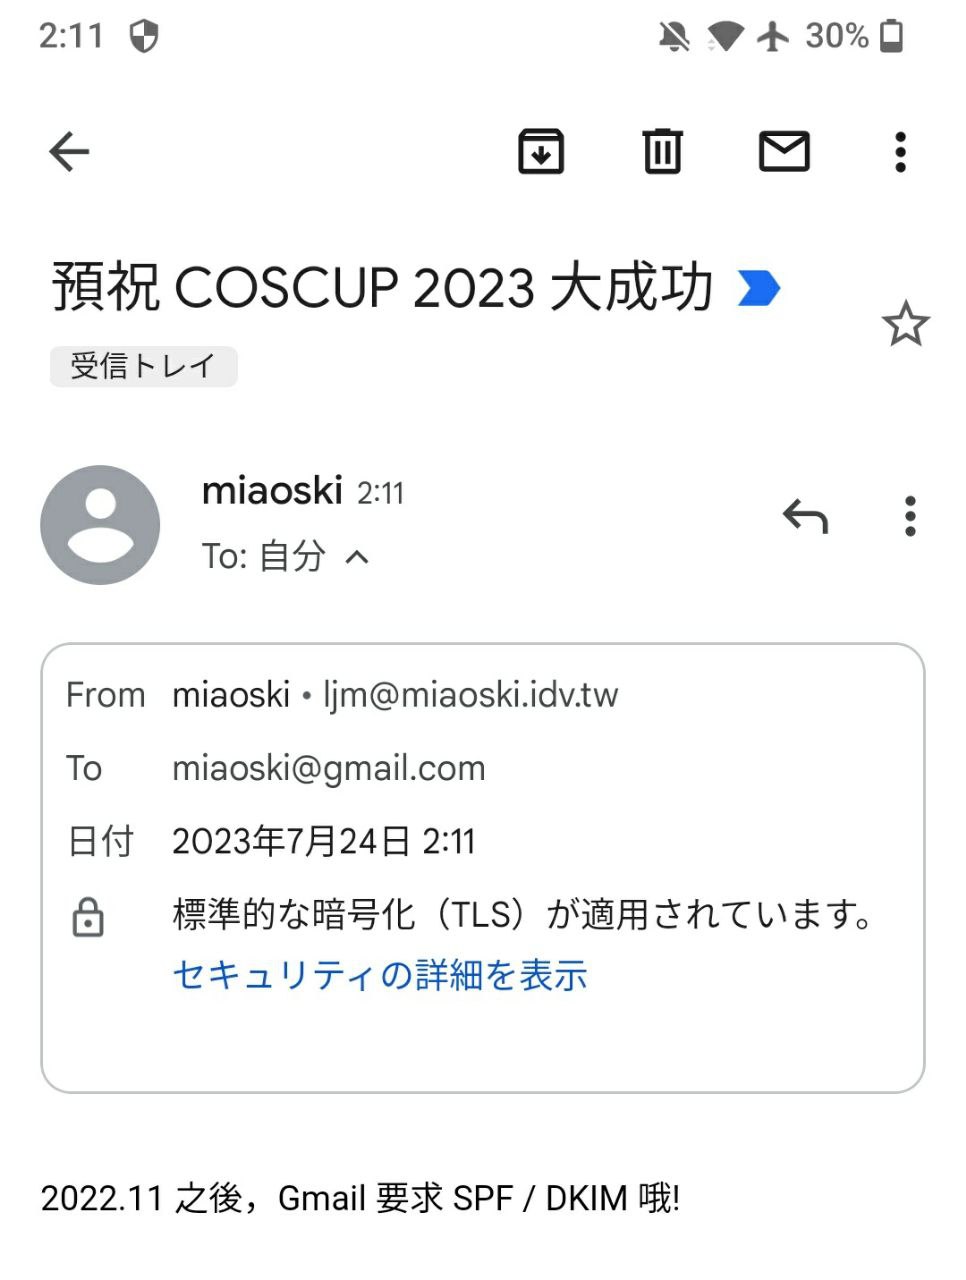 2:11 30%
預祝 COSCUP 2023 大成功
受信トレイ
miaoski 2:11
To: 自分
From miaoski • ljm@miaoski.idv.tw
To miaoski@gmail.com
日付 2023年7月24日 2:11
標準的な暗号化（TLS）が適用されています。
セキュリティの詳細を表示
2022.11 之後，Gmail 要求 SPF / DKIM 哦!